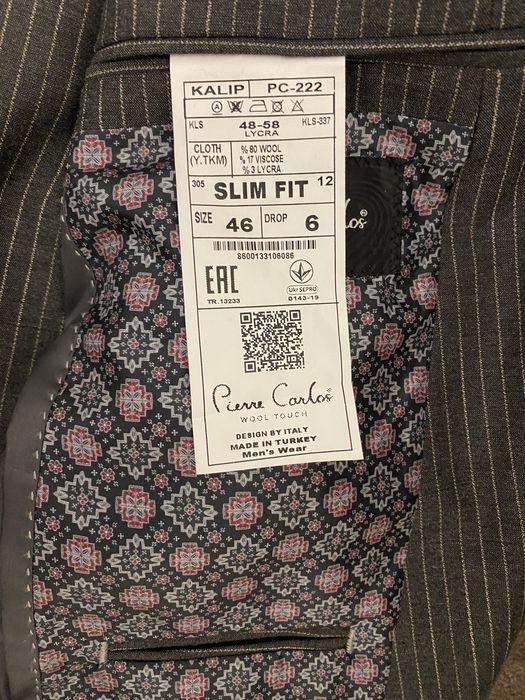 KALIP PC-222
A
KLS 48-58 KLS-337
LYCRA
CLOTH % 80 WOOL
(Y.TKM) % 17 VISCOSE
% 3 LYCRA
305 SLIM FIT 12
SIZE 46 DROP 6
8600133106086
EAC
TR.13233
Ukr SEPRO
0143-19
Pierre Carlos®
WOOL TOUCH
DESIGN BY ITALY
MADE IN TURKEY
Men's Wear